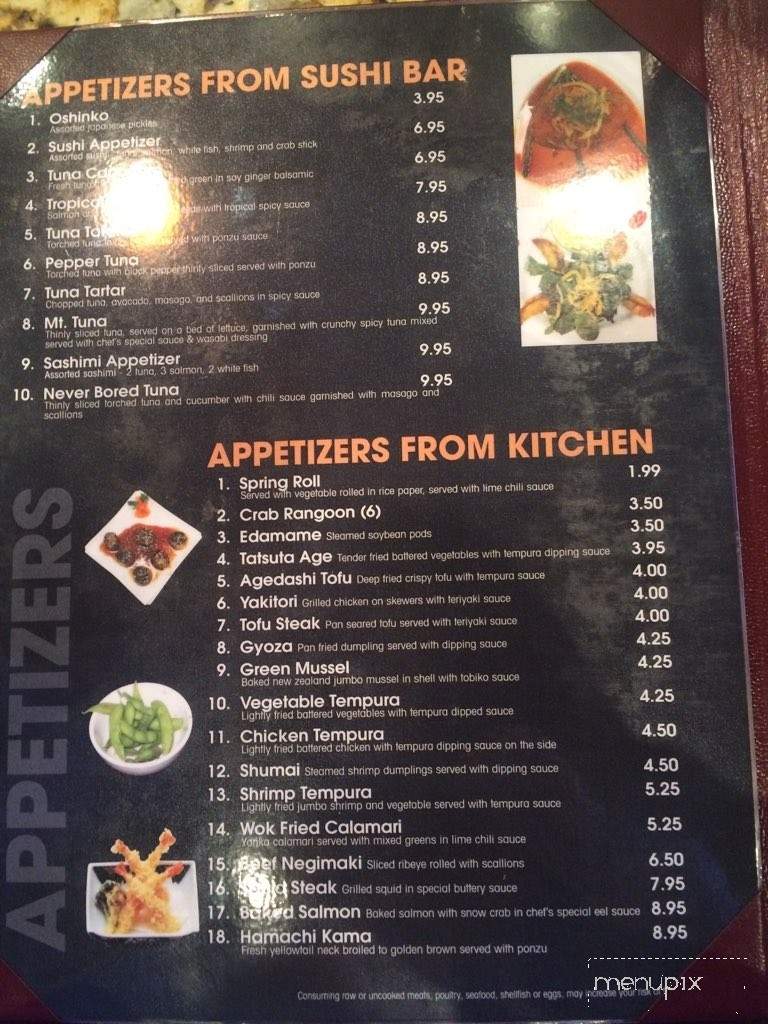 APPETIZERS FROM SUSHI BAR
1. Oshinko 3.95
Assorted japanese pickles
2. Sushi Appetizer 6.95
Assorted sushi white fish, shrimp and crab stick
3. Tuna 6.95
Fresh green in soy ginger balsamic
4. 7.95
Salmon with tropical spicy sauce
5. Tuna 8.95
Torched tuna with ponzu sauce
6. Pepper Tuna 8.95
Torched tuna with black pepper thinly sliced served with ponzu
7. Tuna Tartar 8.95
Chopped tuna, avocado, masago, and scallions in spicy sauce
8. Mt. Tuna 9.95
Thinly sliced tuna, served on a bed of lettuce, garnished with crunchy spicy tuna mixed
served with chef's special sauce & wasabi dressing
9. Sashimi Appetizer 9.95
Assorted sashimi - 2 tuna, 3 salmon, 2 white fish
10. Never Bored Tuna 9.95
Thinly sliced torched tuna and cucumber with chili sauce garnished with masago and
scallions
APPETIZERS
APPETIZERS FROM KITCHEN
1. Spring Roll 1.99
Served with vegetable rolled in rice paper, served with lime chili sauce
2. Crab Rangoon (6) 3.50
3. Edamame Steamed soybean pods 3.50
4. Tatsuta Age Tender fried battered vegetables with tempura dipping sauce 3.95
5. Agedashi Tofu Deep fried crispy tofu with tempura sauce 4.00
6. Yakitori Grilled chicken on skewers with teriyaki sauce 4.00
7. Tofu Steak Pan seared tofu served with teriyaki sauce 4.00
8. Gyoza Pan fried dumpling served with dipping sauce 4.25
9. Green Mussel 4.25
Baked new zealand jumbo mussel in shell with tobiko sauce
10. Vegetable Tempura 4.25
Lightly fried battered vegetables with tempura dipped sauce
11. Chicken Tempura 4.50
Lightly fried battered chicken with tempura dipping sauce on the side
12. Shumai Steamed shrimp dumplings served with dipping sauce 4.50
13. Shrimp Tempura 5.25
Lightly fried jumbo shrimp and vegetable served with tempura sauce
14. Wok Fried Calamari 5.25
Yanka calamari served with mixed greens in lime chili sauce
15. Beef Negimaki Sliced ribeye rolled with scallions 6.50
16. Squid Steak Grilled squid in special buttery sauce 7.95
17. Baked Salmon Baked salmon with snow crab in chef's special eel sauce 8.95
18. Hamachi Kama 8.95
Fresh yellowtail neck broiled to golden brown served with ponzu
Consuming raw or uncooked meats, poultry, seafood, shellfish or eggs, may increase your risk
menupix